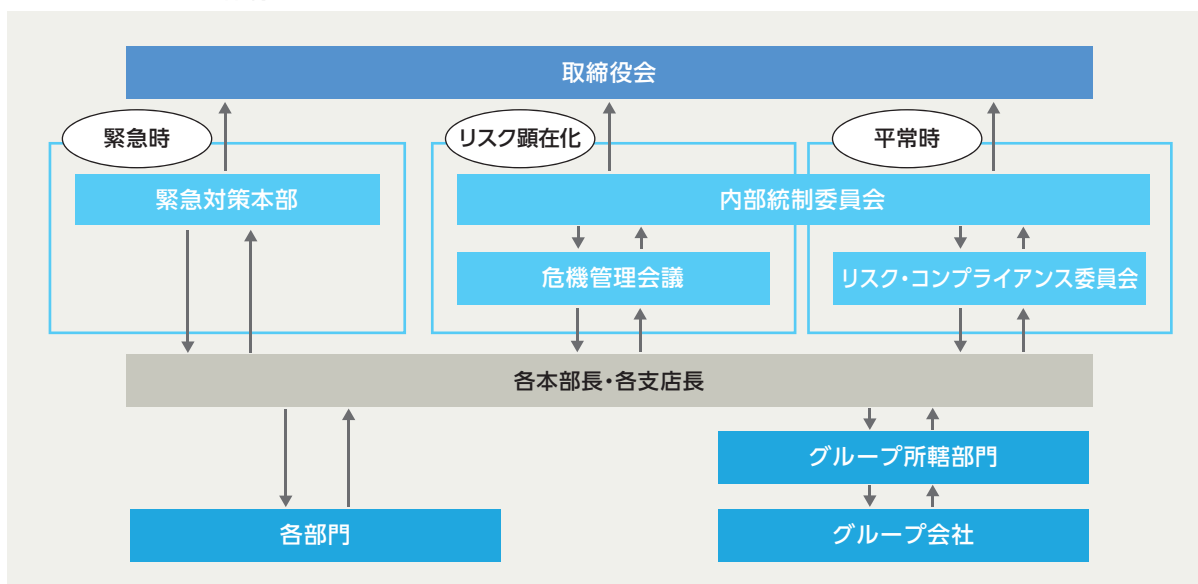 取締役会
緊急時
リスク顕在化
平常時
緊急対策本部
内部統制委員会
危機管理会議
リスク・コンプライアンス委員会
各本部長・各支店長
グループ所轄部門
各部門
グループ会社